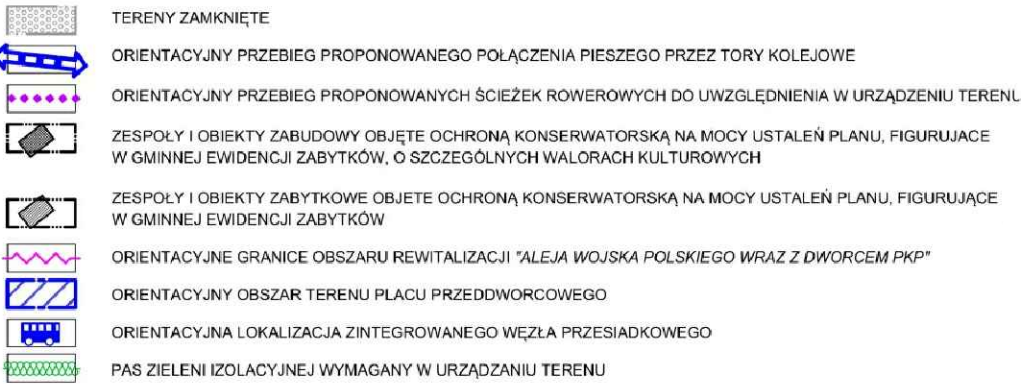 TERENY ZAMKNIĘTE
ORIENTACYJNY PRZEBIEG PROPONOWANEGO POŁĄCZENIA PIESZEGO PRZEZ TORY KOLEJOWE
ORIENTACYJNY PRZEBIEG PROPONOWANYCH ŚCIEŻEK ROWEROWYCH DO UWZGLĘDNIENIA W URZĄDZENIU TERENU
ZESPOŁY I OBIEKTY ZABUDOWY OBJĘTE OCHRONĄ KONSERWATORSKĄ NA MOCY USTALEŃ PLANU, FIGURUJACE
W GMINNEJ EWIDENCJI ZABYTKÓW, O SZCZEGÓLNYCH WALORACH KULTUROWYCH
ZESPOŁY I OBIEKTY ZABYTKOWE OBJETE OCHRONĄ KONSERWATORSKĄ NA MOCY USTALEŃ PLANU, FIGURUJĄCE
W GMINNEJ EWIDENCJI ZABYTKÓW
ORIENTACYJNE GRANICE OBSZARU REWITALIZACJI "ALEJA WOJSKA POLSKIEGO WRAZ Z DWORCEM PKP"
ORIENTACYJNY OBSZAR TERENU PLACU PRZEDDWORCOWEGO
ORIENTACYJNA LOKALIZACJA ZINTEGROWANEGO WĘZŁA PRZESIADKOWEGO
PAS ZIELENI IZOLACYJNEJ WYMAGANY W URZĄDZANIU TERENU